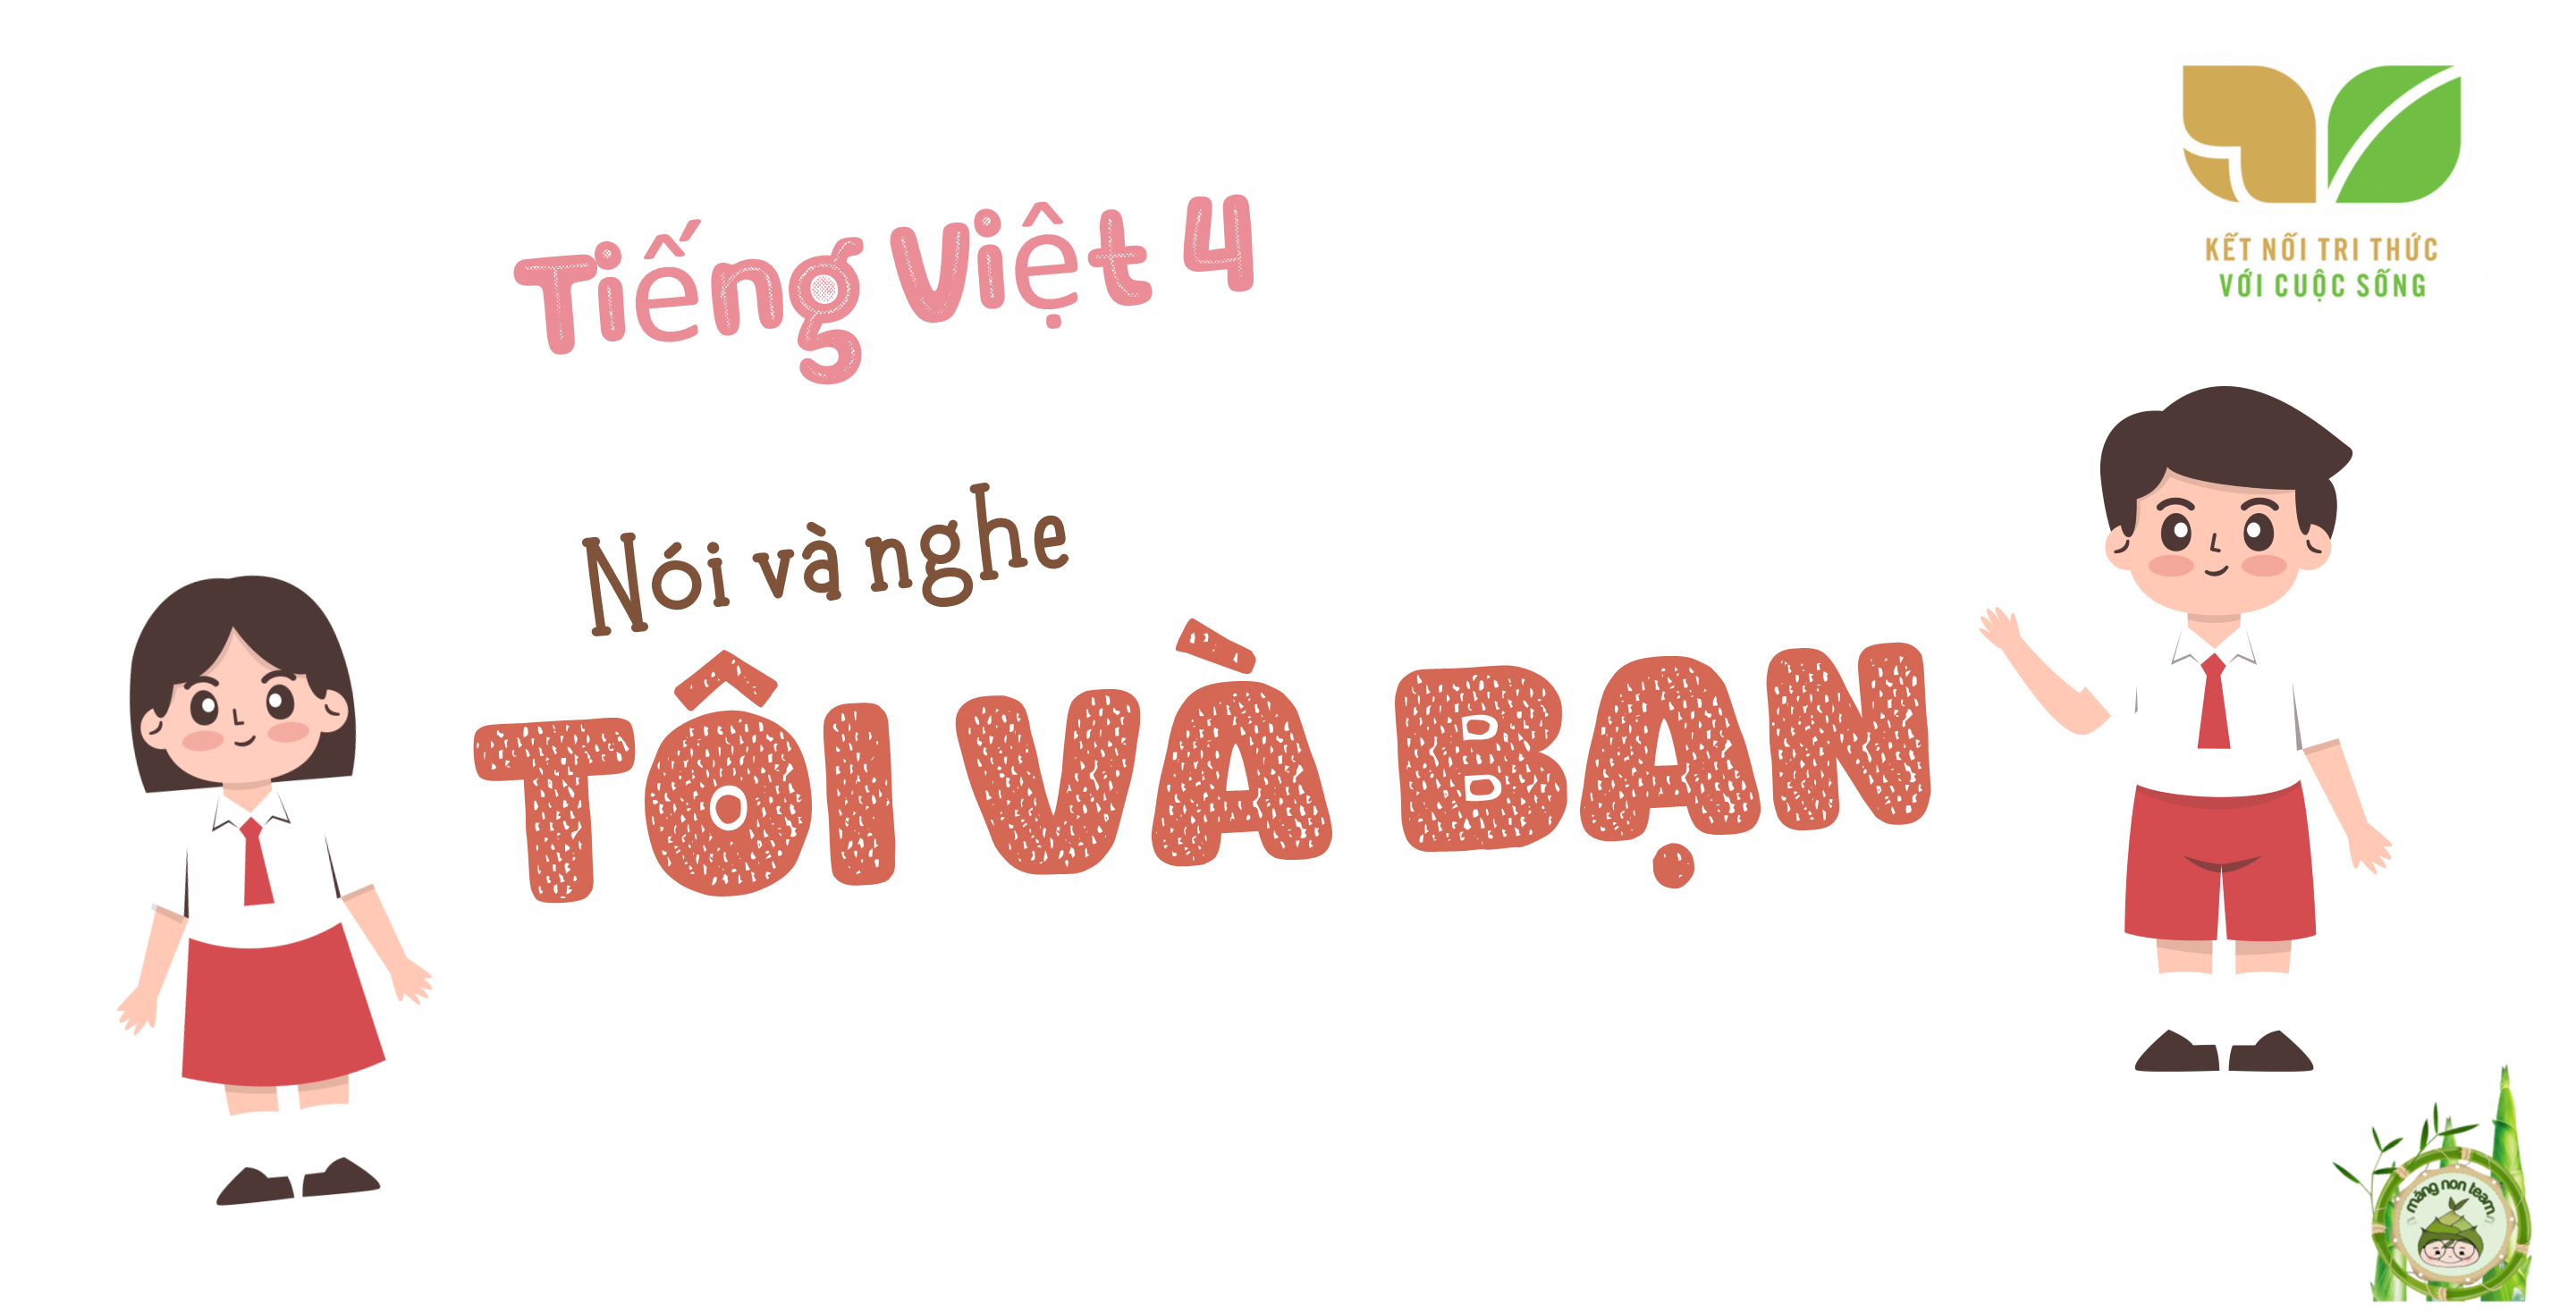 KẾT NỐI TRI THỨC
VỚI CUỘC SỐNG
Tiếng Việt 4
Nói và nghe
TÔI VÀ BẠN
măng non team